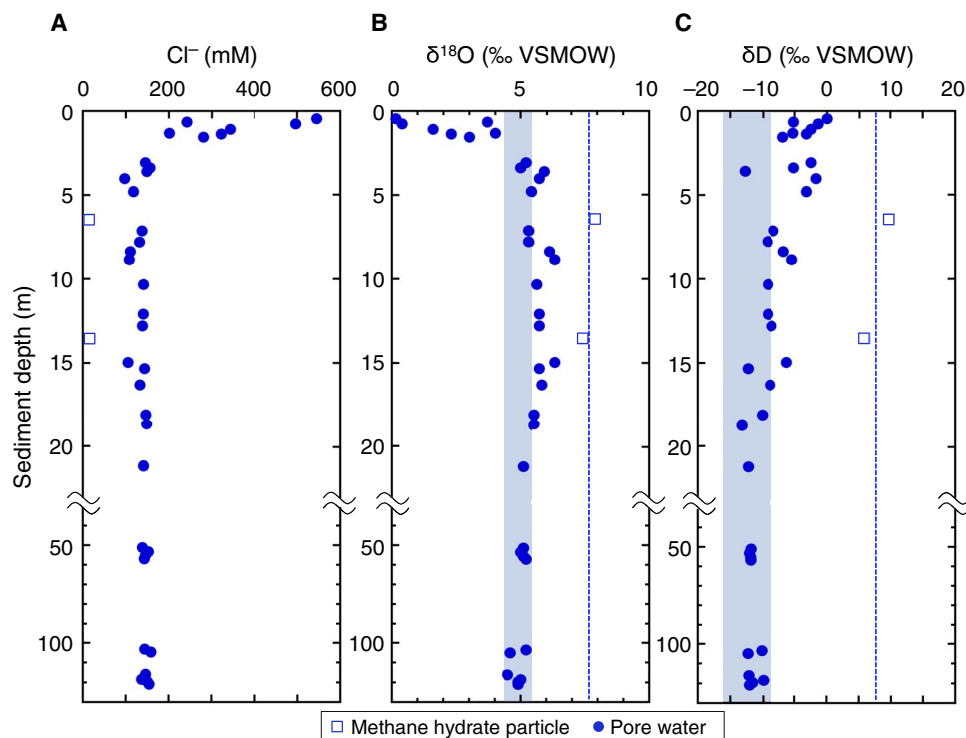 A B C
Cl– (mM) δ¹⁸O (‰ VSMOW) δD (‰ VSMOW)
0 200 400 600 0 5 10 –20 –10 0 10 20
0
5
10
15
20
50
100
Sediment depth (m)
Methane hydrate particle Pore water